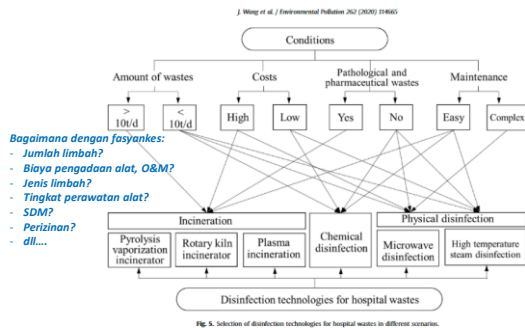 J. Wang et al. / Environmental Pollution 262 (2020) 114665
Conditions
Amount of wastes
Costs
Pathological and
pharmaceutical wastes
Maintenance
>
10t/d
<
10t/d
High
Low
Yes
No
Easy
Complex
Bagaimana dengan fasyankes:
- Jumlah limbah?
- Biaya pengadaan alat, O&M?
- Jenis limbah?
- Tingkat perawatan alat?
- SDM?
- Perizinan?
- dll....
Incineration
Pyrolysis
vaporization
incinerator
Rotary kiln
incinerator
Plasma
incineration
Chemical
disinfection
Physical disinfection
Microwave
disinfection
High temperature
steam disinfection
Disinfection technologies for hospital wastes
Fig. 5. Selection of disinfection technologies for hospital wastes in different scenarios.